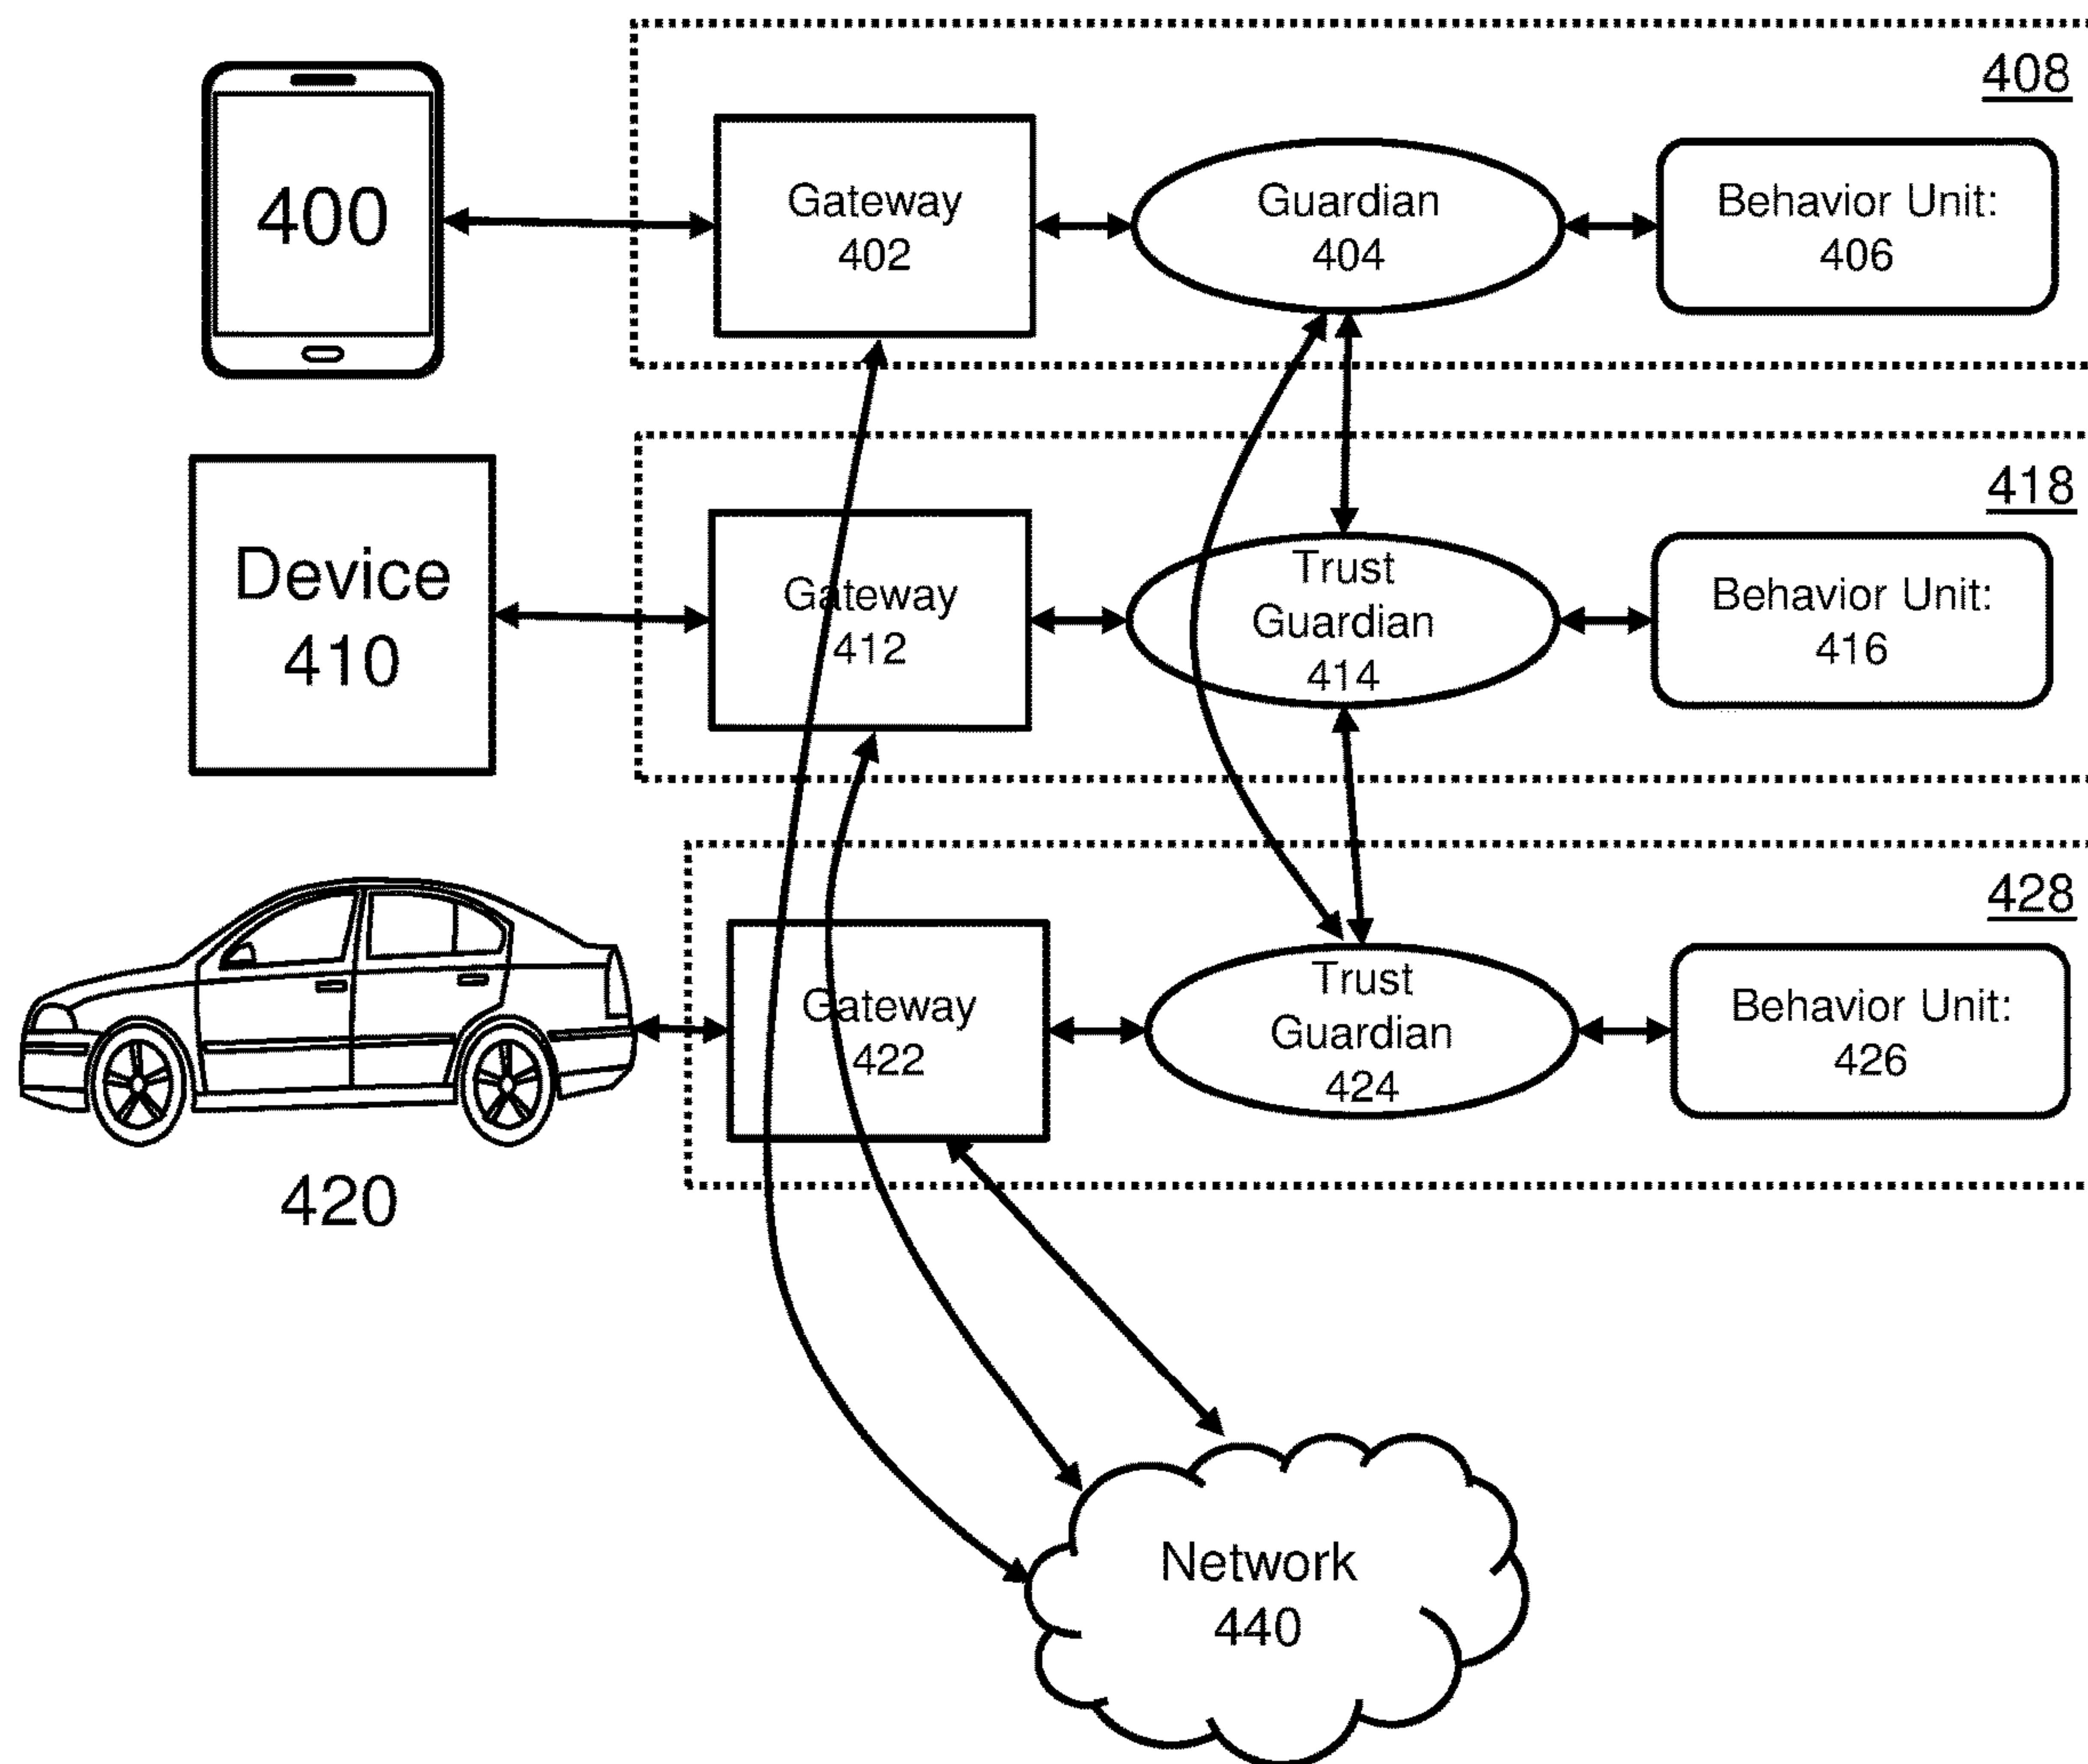 408
400
Gateway
402
Guardian
404
Behavior Unit:
406
418
Device
410
Gateway
412
Trust
Guardian
414
Behavior Unit:
416
428
Gateway
422
Trust
Guardian
424
Behavior Unit:
426
420
Network
440